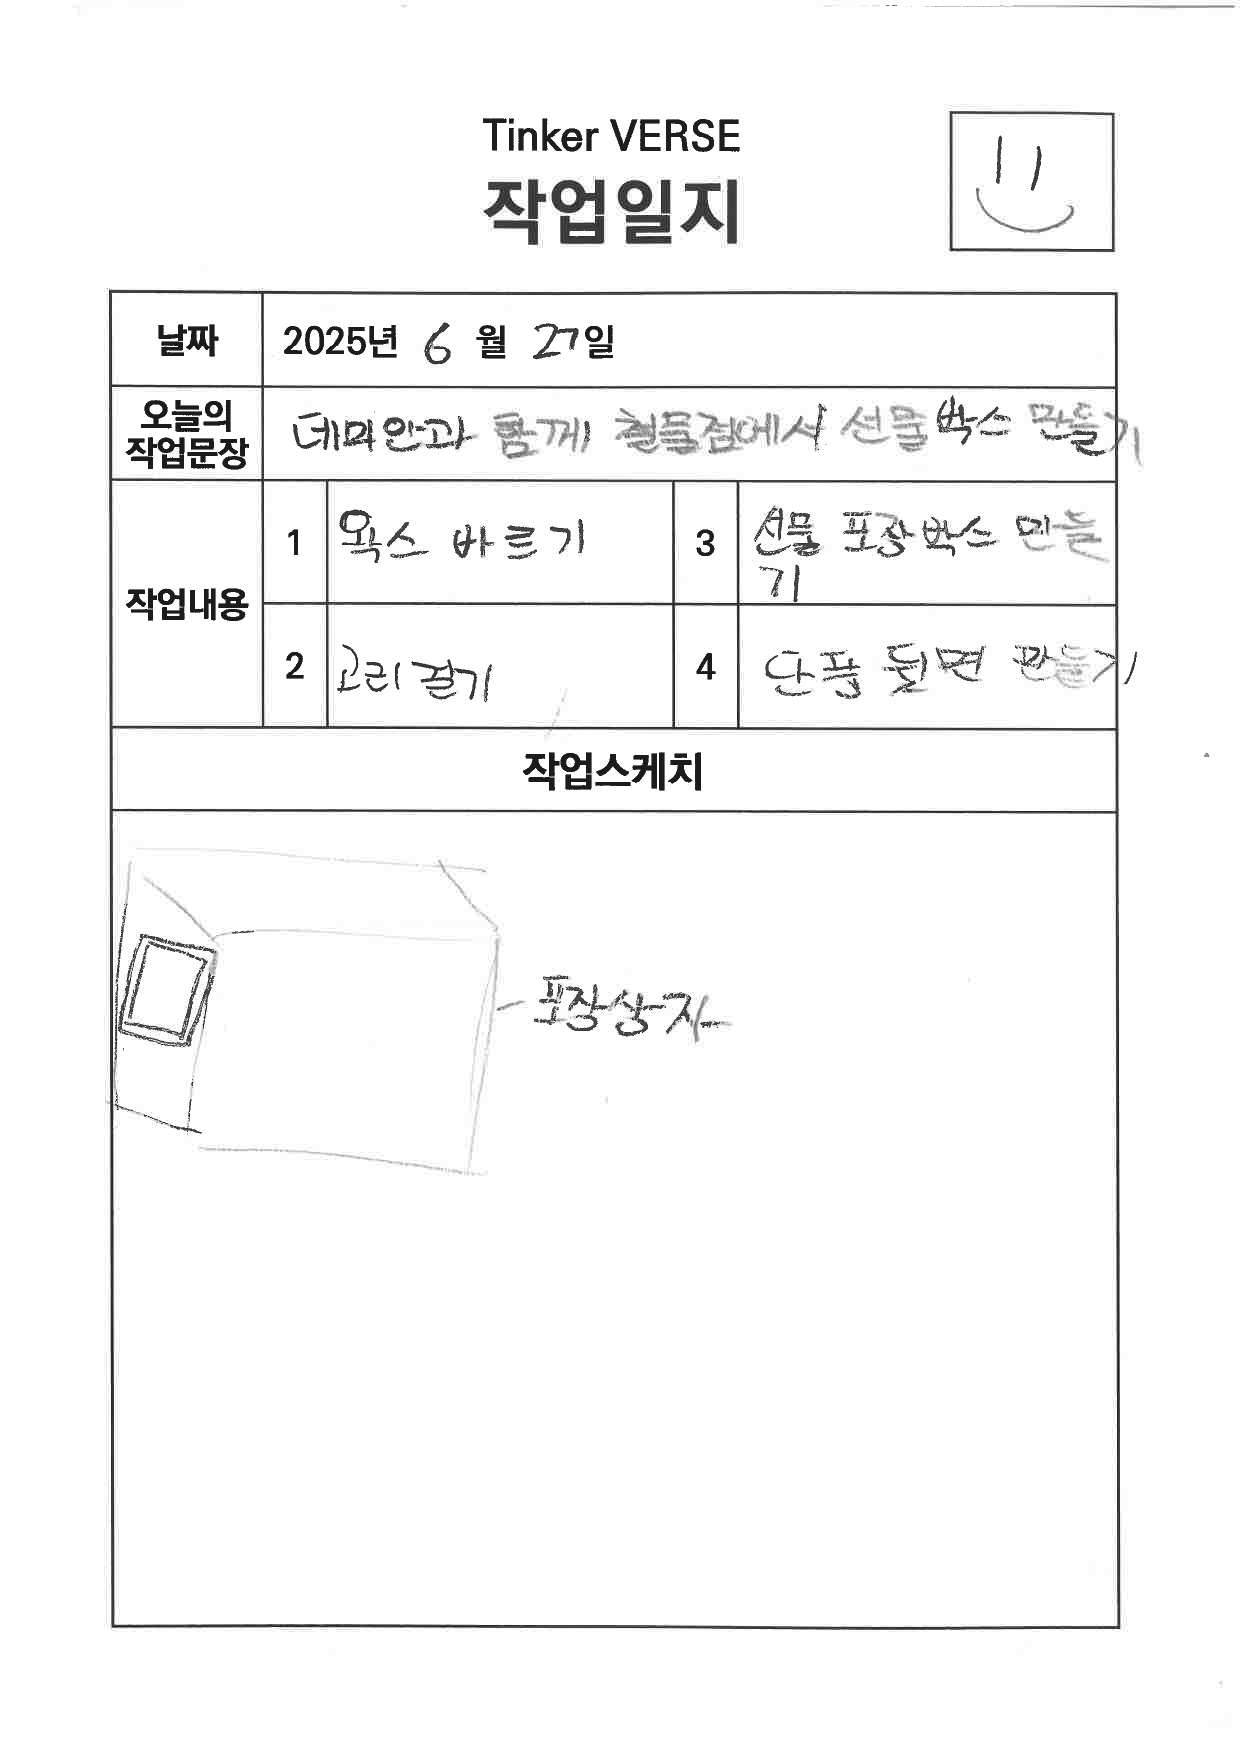 Tinker VERSE
작업일지
날짜
2025년 6 월 27일
오늘의
작업문장
데미안과 함께 철물점에서 선물박스 만들기
작업내용
1
왁스 바르기
3
선물 포장박스 만들
기
2
고리걸기
4
단풍 뒷면 만들기
작업스케치
포장상자